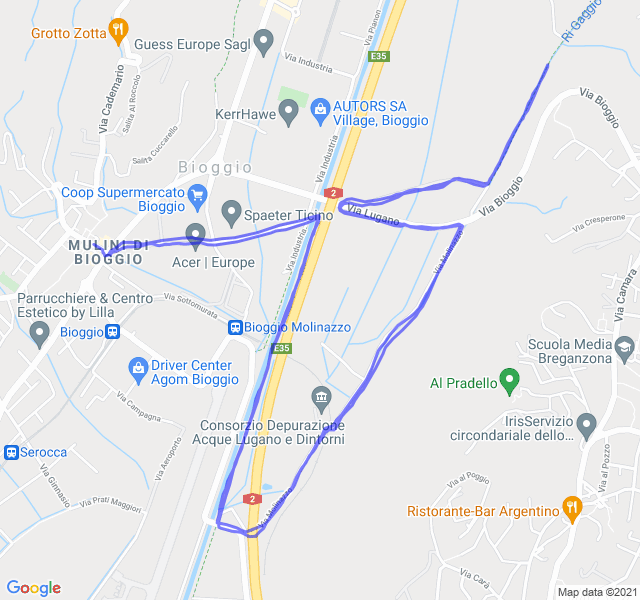 Grotto Zotta
Guess Europe Sagl
Via Industria
Via Pianon
E35
Ri Gaggio
Via Cademario
Salita Al Roccolo
Salita Cuccarello
KerrHawe
AUTORS SA
Village, Bioggio
Via Bioggio
Bioggio
Via Industria
Coop Supermercato
Bioggio
2
Via Lugano
Via Bioggio
Spaeter Ticino
Via Cresperone
MULINI DI
BIOGGIO
Acer | Europe
Via Industria
Via Molinazzo
Via Camara
Parrucchiere & Centro
Estetico by Lilla
Via Sottomurata
Bioggio
Bioggio Molinazzo
E35
Scuola Media
Breganzona
Driver Center
Agom Bioggio
Al Pradello
Via Campagna
Consorzio Depurazione
Acque Lugano e Dintorni
IrisServizio
circondariale dello...
Via Aeroporto
Serocca
Via Ginnasio
Via Prati Maggiori
2
Via Molinazzo
Via al Poggio
Via al Pozzo
Ristorante-Bar Argentino
Via Carà
Google
Map data ©2021